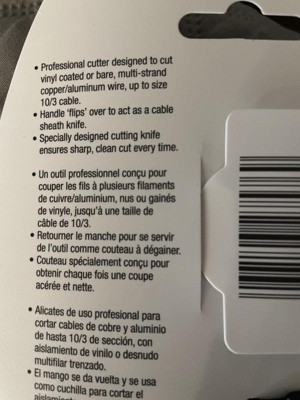 • Professional cutter designed to cut
vinyl coated or bare, multi-strand
copper/aluminum wire, up to size
10/3 cable.
• Handle 'flips' over to act as a cable
sheath knife.
• Specially designed cutting knife
ensures sharp, clean cut every time.
• Un outil professionnel conçu pour
couper les fils à plusieurs filaments
de cuivre/aluminium, nus ou gainés
de vinyle, jusqu'à une taille de
câble de 10/3.
• Retourner le manche pour se servir
de l'outil comme couteau à dégainer.
• Couteau spécialement conçu pour
obtenir chaque fois une coupe
acérée et nette.
• Alicates de uso profesional para
cortar cables de cobre y aluminio
de hasta 10/3 de sección, con
aislamiento de vinilo o desnudo
multifilar trenzado.
• El mango se da vuelta y se usa
como cuchilla para cortar el